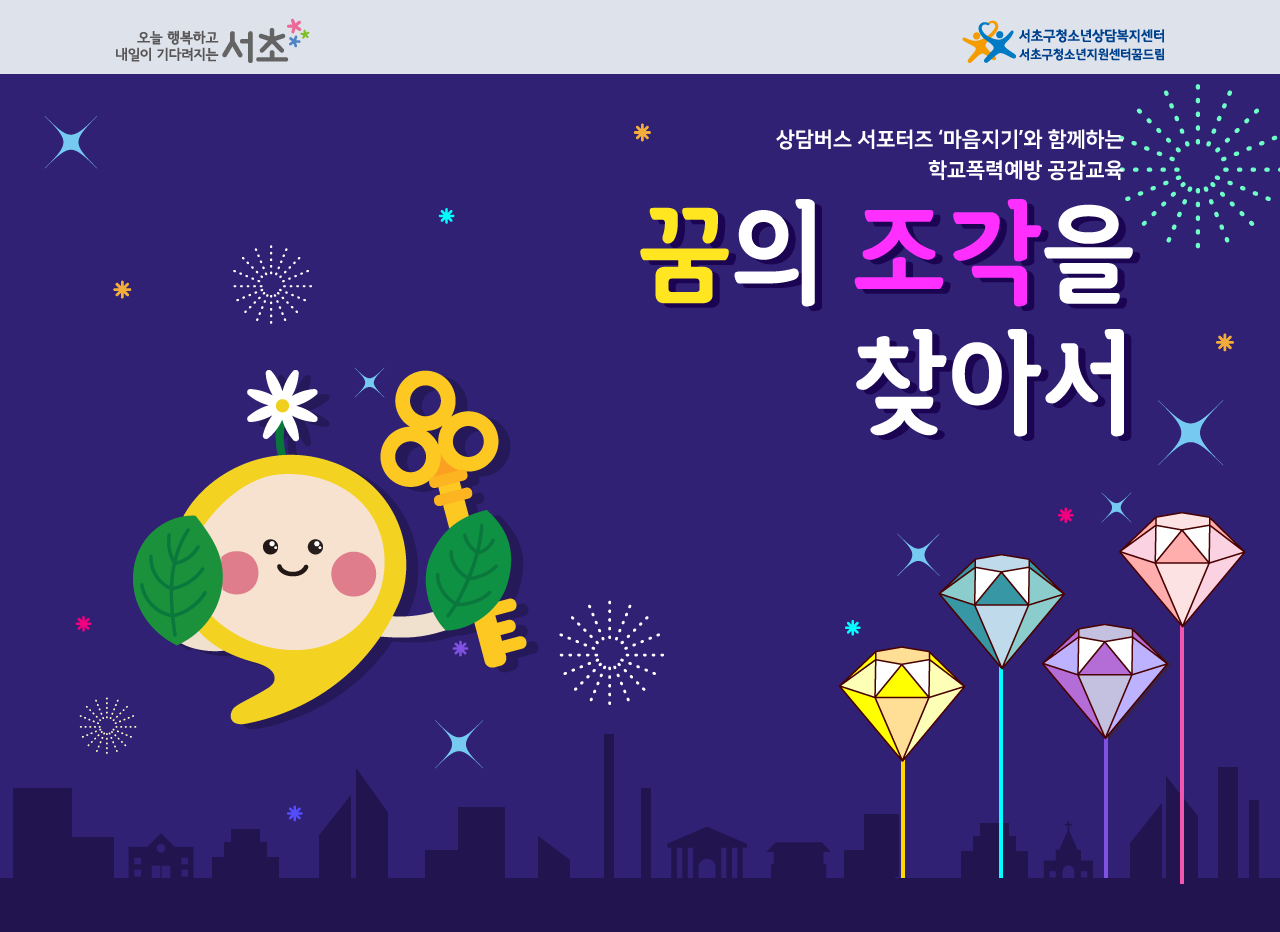 오늘 행복하고
내일이 기다려지는 서초
서초구청소년상담복지센터
서초구청소년지원센터꿈드림
상담버스 서포터즈 ‘마음지기’와 함께하는
학교폭력예방 공감교육
꿈의 조각을
찾아서